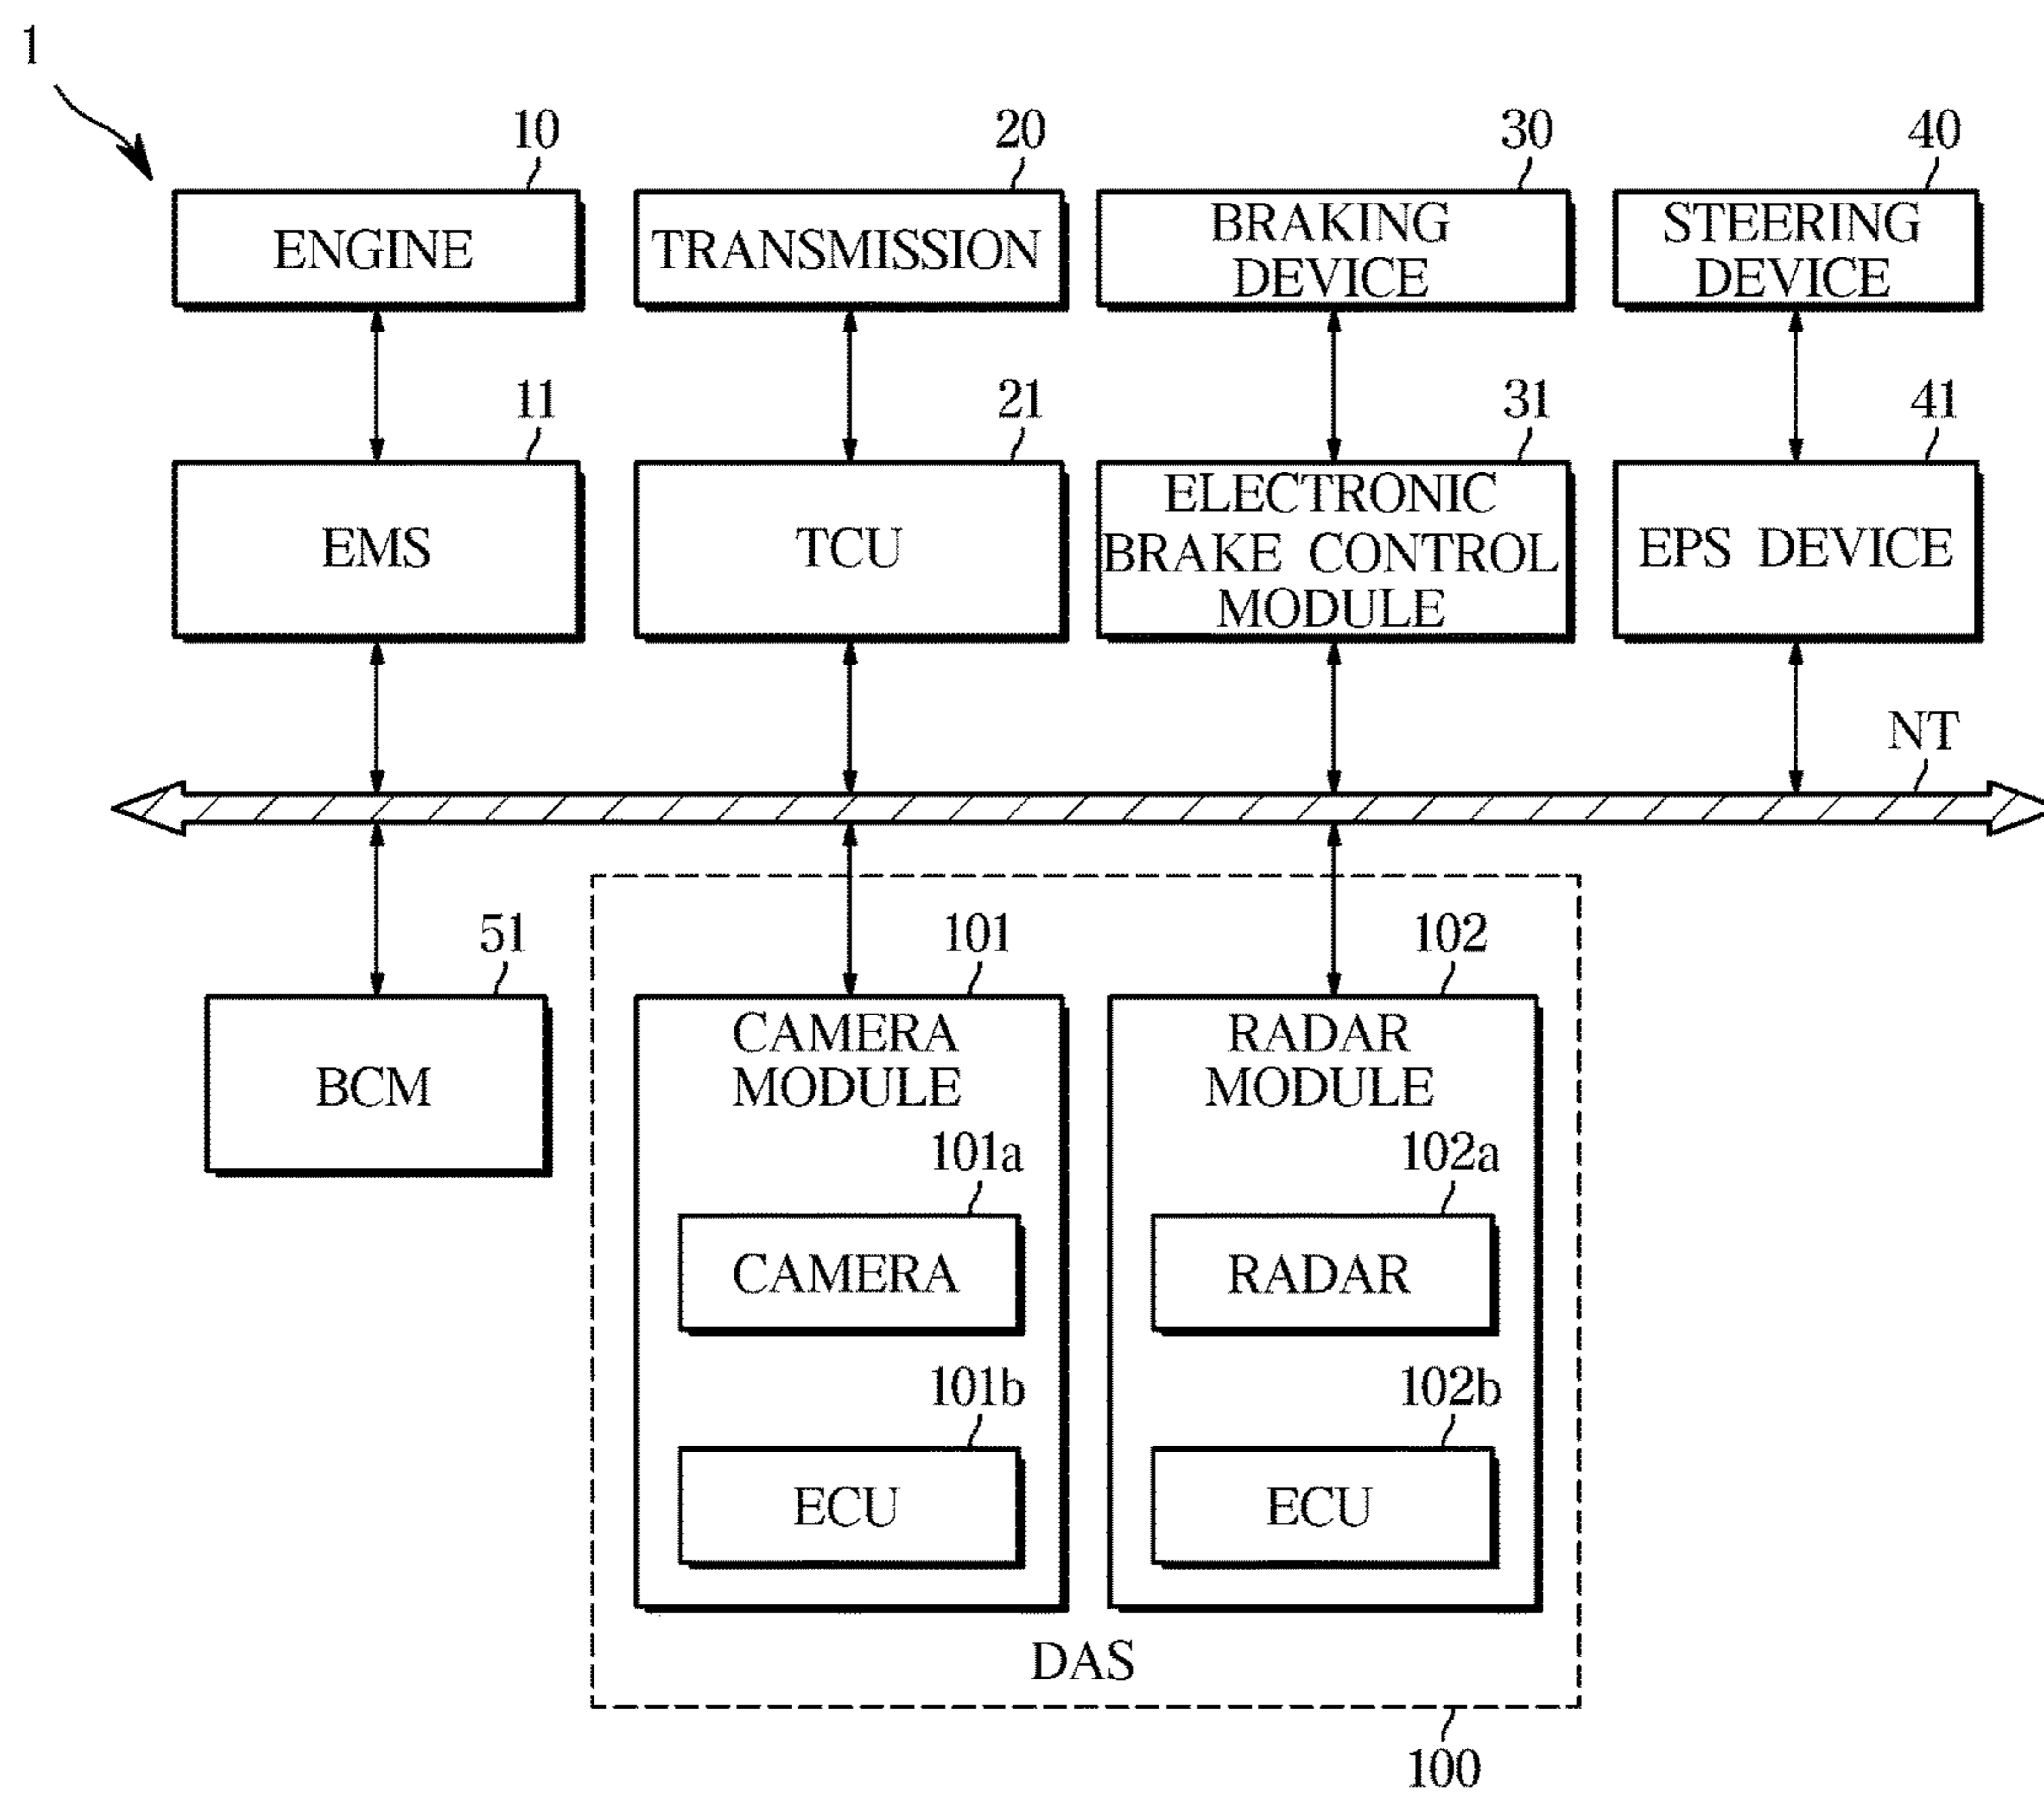 1
10
20
30
40
ENGINE
TRANSMISSION
BRAKING
DEVICE
STEERING
DEVICE
11
21
31
41
EMS
TCU
ELECTRONIC
BRAKE CONTROL
MODULE
EPS DEVICE
NT
51
101
102
BCM
CAMERA
MODULE
RADAR
MODULE
101a
102a
CAMERA
RADAR
101b
102b
ECU
ECU
DAS
100